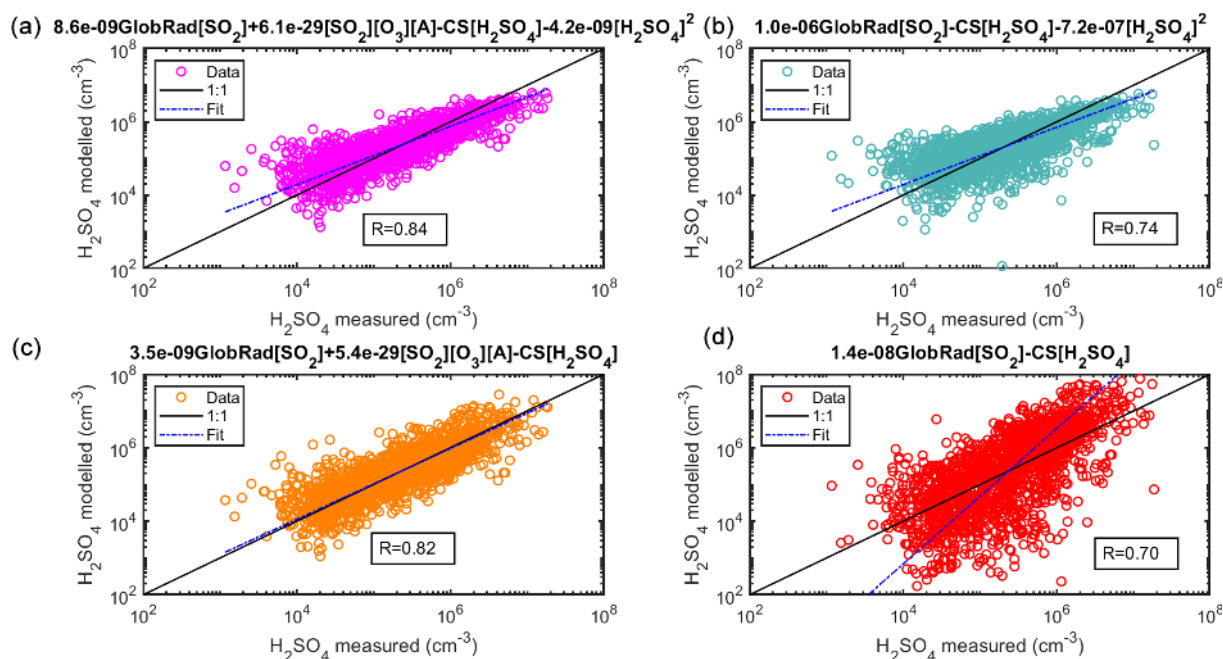 (a) 8.6e-09GlobRad[SO₂]+6.1e-29[SO₂][O₃][A]-CS[H₂SO₄]-4.2e-09[H₂SO₄]²
10⁸
10⁶
10⁴
10²
H₂SO₄ modelled (cm⁻³)
Data
1:1
Fit
R=0.84
10² 10⁴ 10⁶ 10⁸
H₂SO₄ measured (cm⁻³)
(b) 1.0e-06GlobRad[SO₂]-CS[H₂SO₄]-7.2e-07[H₂SO₄]²
10⁸
10⁶
10⁴
10²
H₂SO₄ modelled (cm⁻³)
Data
1:1
Fit
R=0.74
10² 10⁴ 10⁶ 10⁸
H₂SO₄ measured (cm⁻³)
(c) 3.5e-09GlobRad[SO₂]+5.4e-29[SO₂][O₃][A]-CS[H₂SO₄]
10⁸
10⁶
10⁴
10²
H₂SO₄ modelled (cm⁻³)
Data
1:1
Fit
R=0.82
10² 10⁴ 10⁶ 10⁸
H₂SO₄ measured (cm⁻³)
(d) 1.4e-08GlobRad[SO₂]-CS[H₂SO₄]
10⁸
10⁶
10⁴
10²
H₂SO₄ modelled (cm⁻³)
Data
1:1
Fit
R=0.70
10² 10⁴ 10⁶ 10⁸
H₂SO₄ measured (cm⁻³)